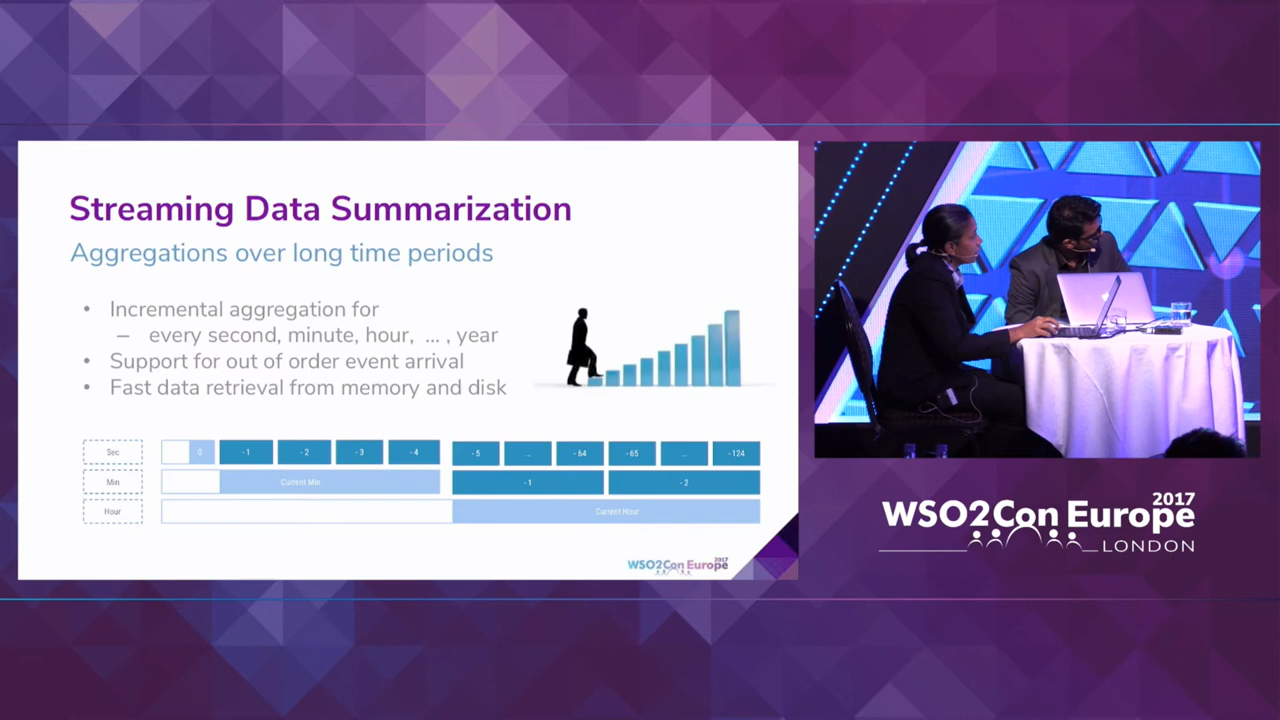 Streaming Data Summarization
Aggregations over long time periods
• Incremental aggregation for
– every second, minute, hour, ... , year
• Support for out of order event arrival
• Fast data retrieval from memory and disk
Sec 0 - 1 - 2 - 3 - 4 - 5 ... - 64 - 65 ... - 124
Min Current Min - 1 - 2
Hour Current Hour
WSO2Con Europe 2017
WSO2Con Europe 2017
LONDON